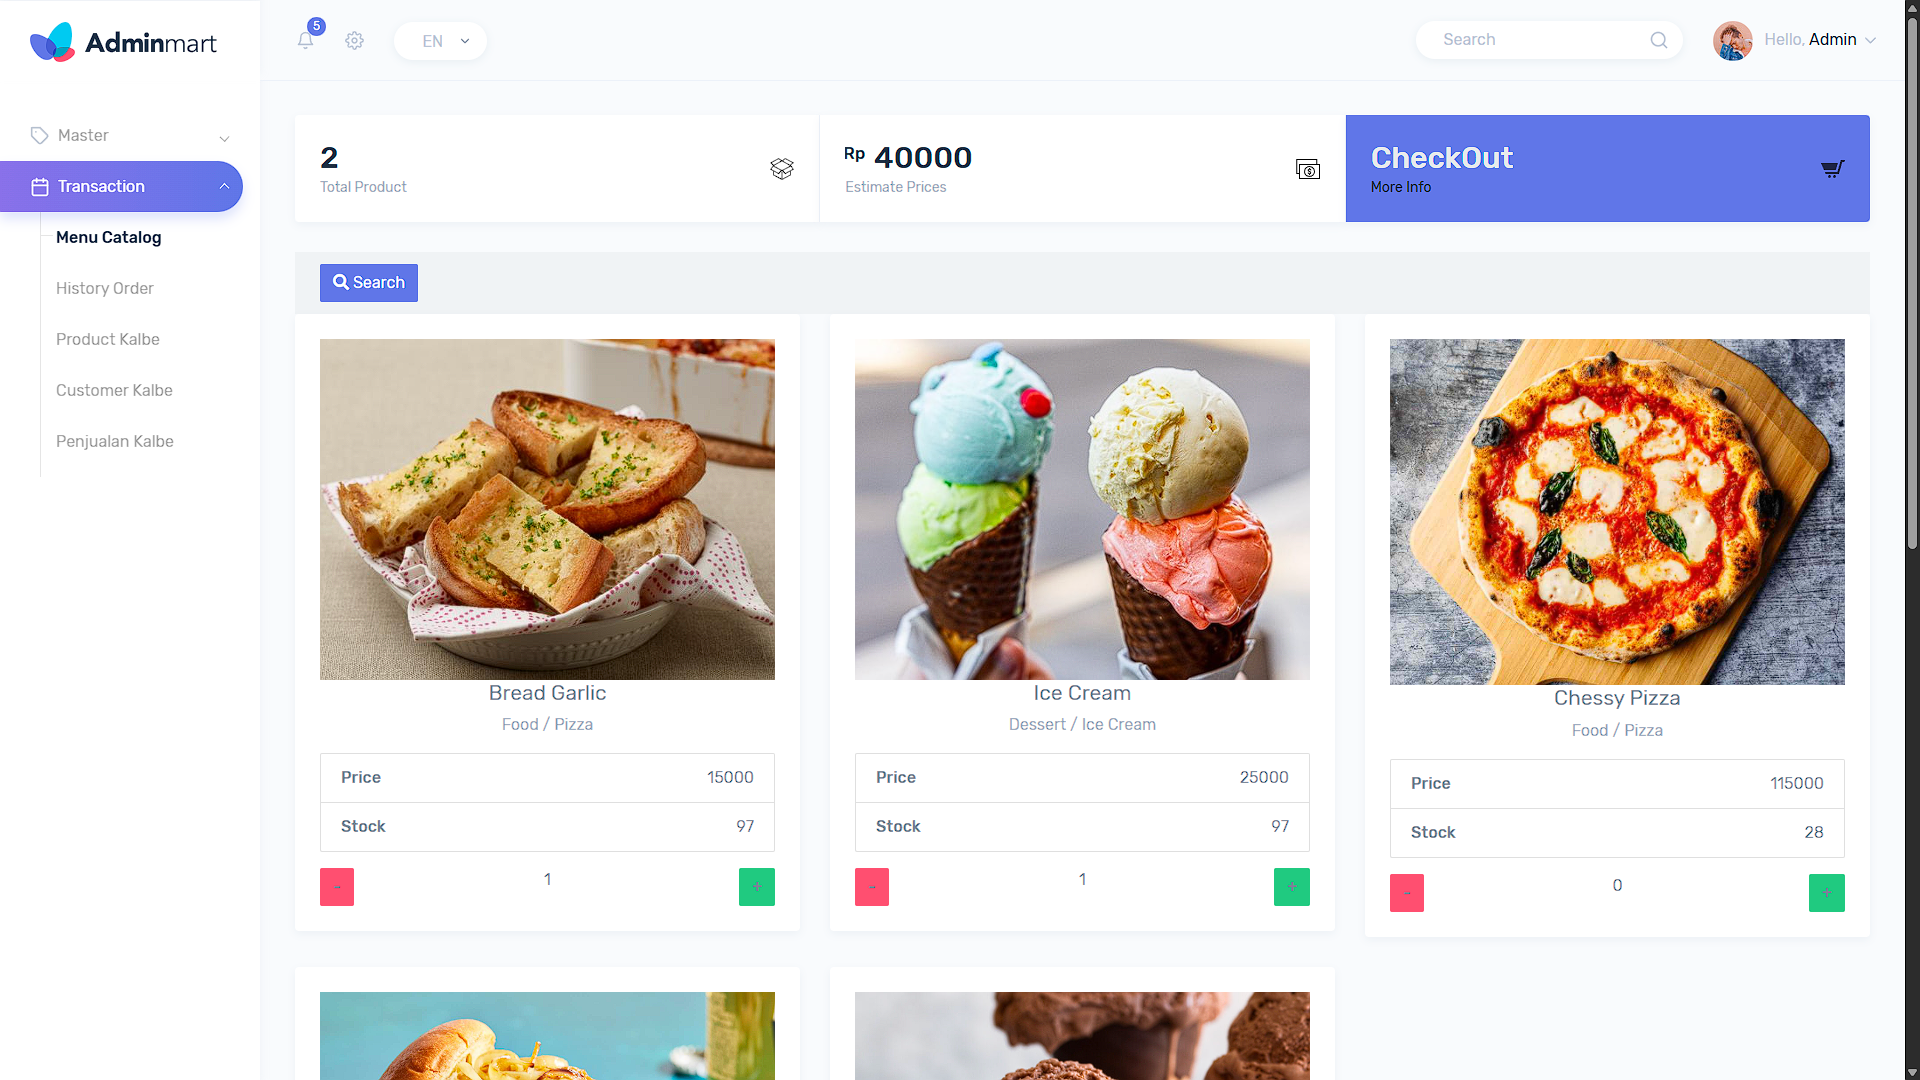 Adminmart
5
EN
Search
Hello, Admin
Master
Transaction
Menu Catalog
History Order
Product Kalbe
Customer Kalbe
Penjualan Kalbe
2
Total Product
Rp 40000
Estimate Prices
CheckOut
More Info
Search
Bread Garlic
Food / Pizza
Price 15000
Stock 97
- 1 +
Ice Cream
Dessert / Ice Cream
Price 25000
Stock 97
- 1 +
Chessy Pizza
Food / Pizza
Price 115000
Stock 28
- 0 +